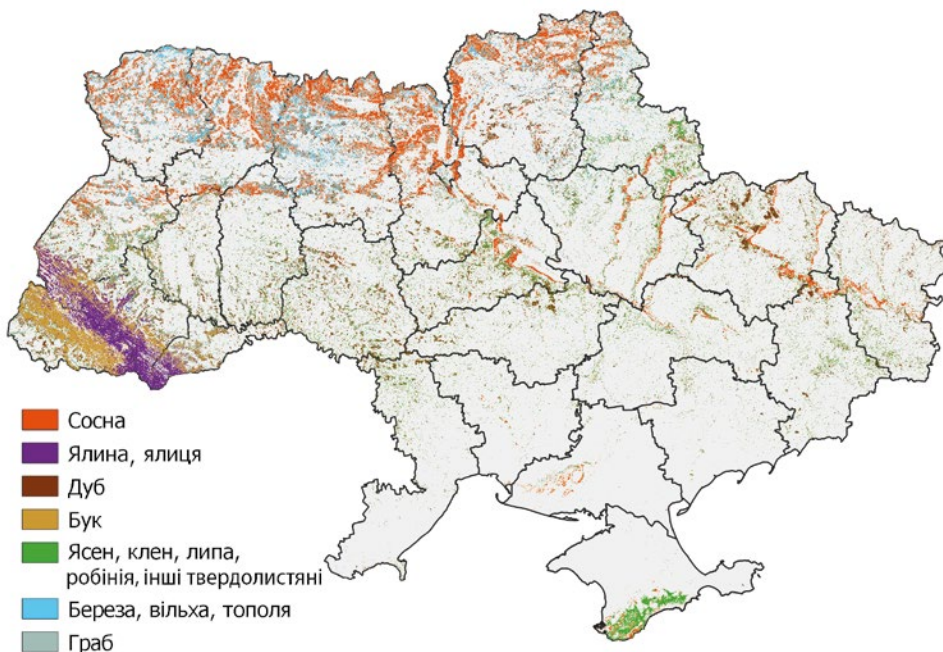 Сосна
Ялина, ялиця
Дуб
Бук
Ясен, клен, липа,
робінія, інші твердолистяні
Береза, вільха, тополя
Граб